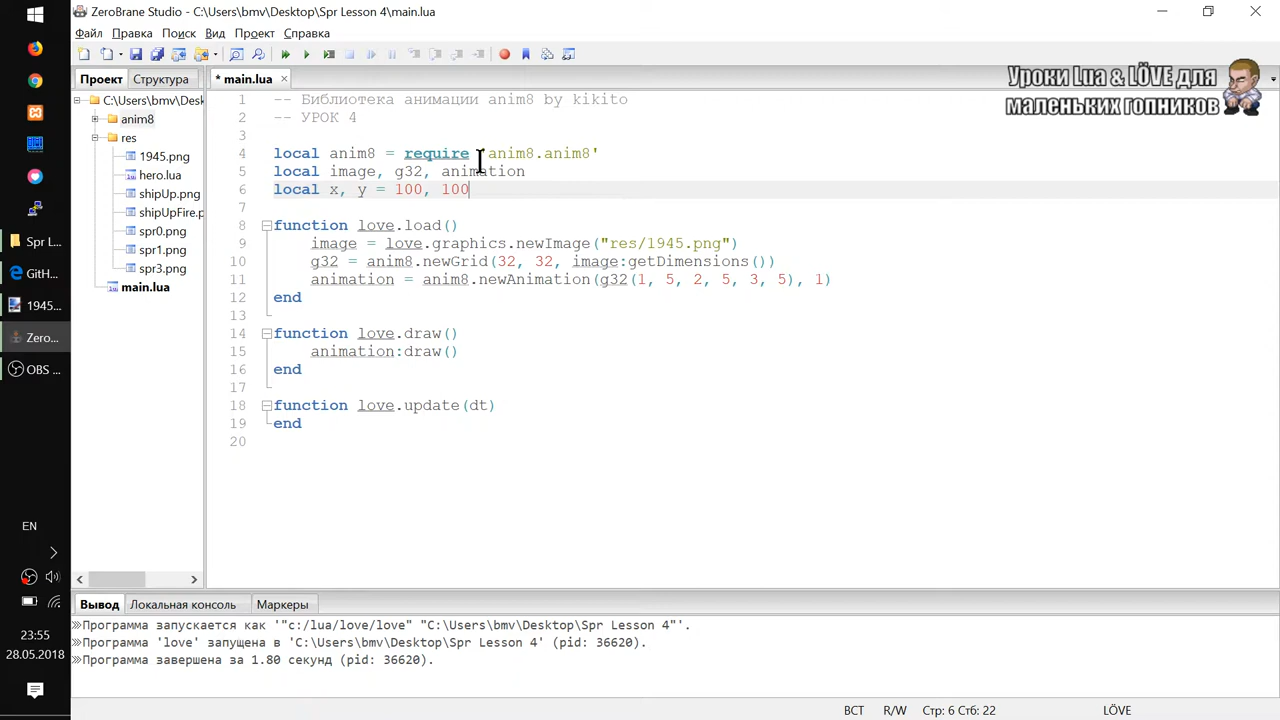 ZeroBrane Studio - C:\Users\bmv\Desktop\Spr Lesson 4\main.lua
Файл Правка Поиск Вид Проект Справка
Проект Структура
* main.lua
Уроки Lua & LÖVE для
маленьких гопников
C:\Users\bmv\Desk
anim8
res
1945.png
hero.lua
shipUp.png
shipUpFire.p
spr0.png
spr1.png
spr3.png
main.lua
1 -- Библиотека анимации anim8 by kikito
2 -- УРОК 4
3
4 local anim8 = require 'anim8.anim8'
5 local image, g32, animation
6 local x, y = 100, 100
7
8 function love.load()
9 image = love.graphics.newImage("res/1945.png")
10 g32 = anim8.newGrid(32, 32, image:getDimensions())
11 animation = anim8.newAnimation(g32(1, 5, 2, 5, 3, 5), 1)
12 end
13
14 function love.draw()
15 animation:draw()
16 end
17
18 function love.update(dt)
19 end
20
Spr L...
GitH...
1945...
Zero...
OBS ...
EN
23:55
28.05.2018
Вывод Локальная консоль Маркеры
Программа запускается как '"c:/lua/love/love" "C:\Users\bmv\Desktop\Spr Lesson 4"'.
Программа 'love' запущена в 'C:\Users\bmv\Desktop\Spr Lesson 4' (pid: 36620).
Программа завершена за 1.80 секунд (pid: 36620).
ВСТ R/W Стр: 6 Стб: 22 LÖVE